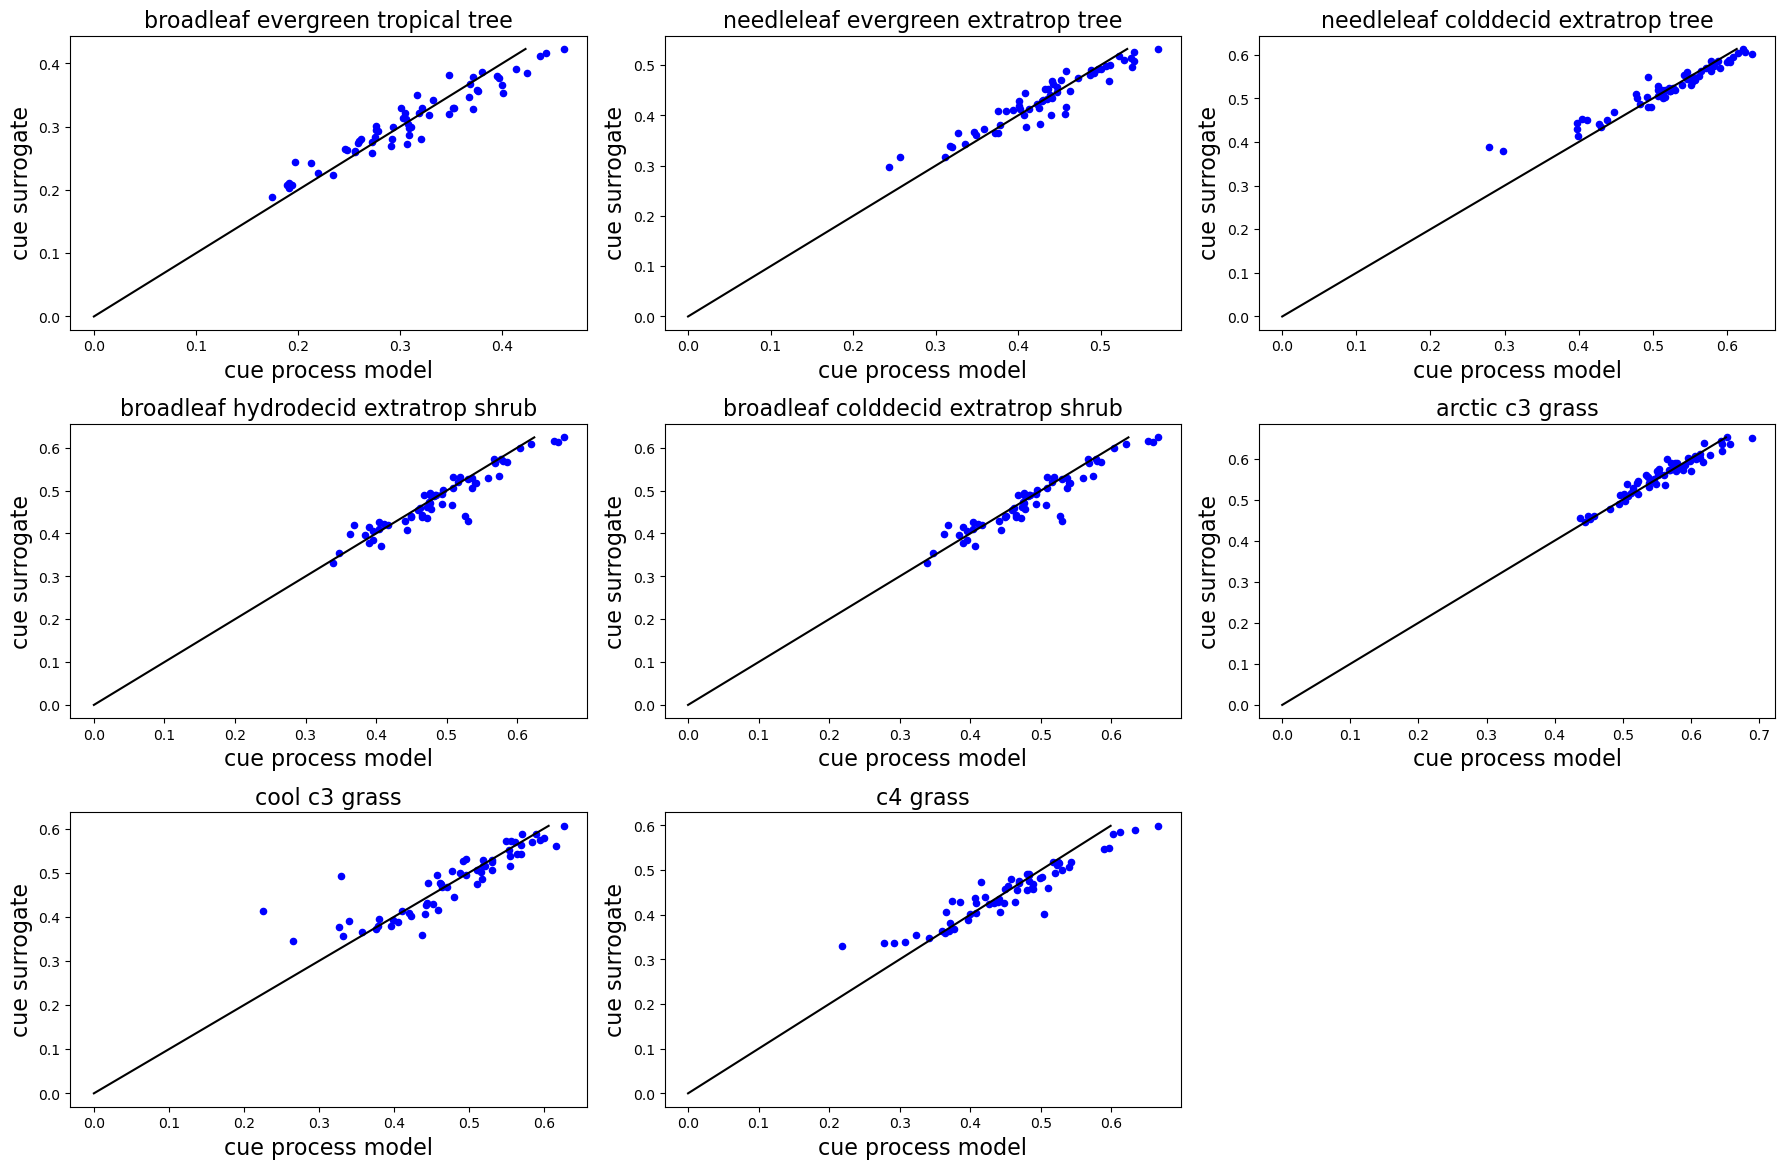 broadleaf evergreen tropical tree
cue surrogate
0.4
0.3
0.2
0.1
0.0
0.0 0.1 0.2 0.3 0.4
cue process model
needleleaf evergreen extratrop tree
cue surrogate
0.5
0.4
0.3
0.2
0.1
0.0
0.0 0.1 0.2 0.3 0.4 0.5
cue process model
needleleaf colddecid extratrop tree
cue surrogate
0.6
0.5
0.4
0.3
0.2
0.1
0.0
0.0 0.1 0.2 0.3 0.4 0.5 0.6
cue process model
broadleaf hydrodecid extratrop shrub
cue surrogate
0.6
0.5
0.4
0.3
0.2
0.1
0.0
0.0 0.1 0.2 0.3 0.4 0.5 0.6
cue process model
broadleaf colddecid extratrop shrub
cue surrogate
0.6
0.5
0.4
0.3
0.2
0.1
0.0
0.0 0.1 0.2 0.3 0.4 0.5 0.6
cue process model
arctic c3 grass
cue surrogate
0.6
0.5
0.4
0.3
0.2
0.1
0.0
0.0 0.1 0.2 0.3 0.4 0.5 0.6 0.7
cue process model
cool c3 grass
cue surrogate
0.6
0.5
0.4
0.3
0.2
0.1
0.0
0.0 0.1 0.2 0.3 0.4 0.5 0.6
cue process model
c4 grass
cue surrogate
0.6
0.5
0.4
0.3
0.2
0.1
0.0
0.0 0.1 0.2 0.3 0.4 0.5 0.6
cue process model